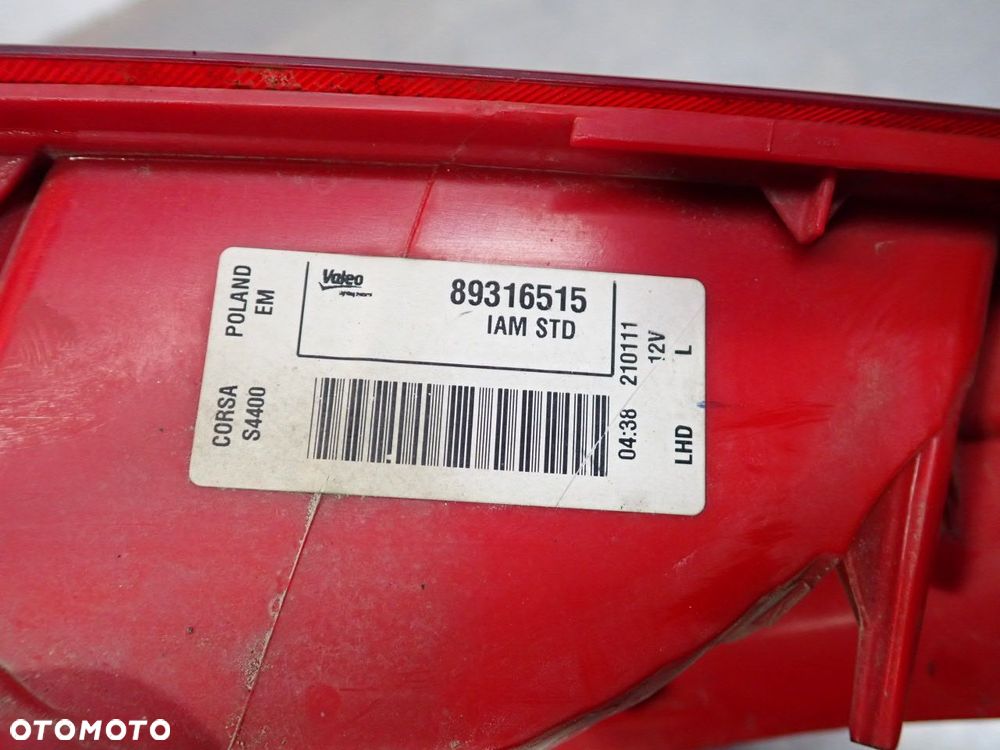 Valeo
89316515
IAM STD
POLAND
EM
CORSA
S4400
210111
12V
L
04:38
LHD
OTOMOTO